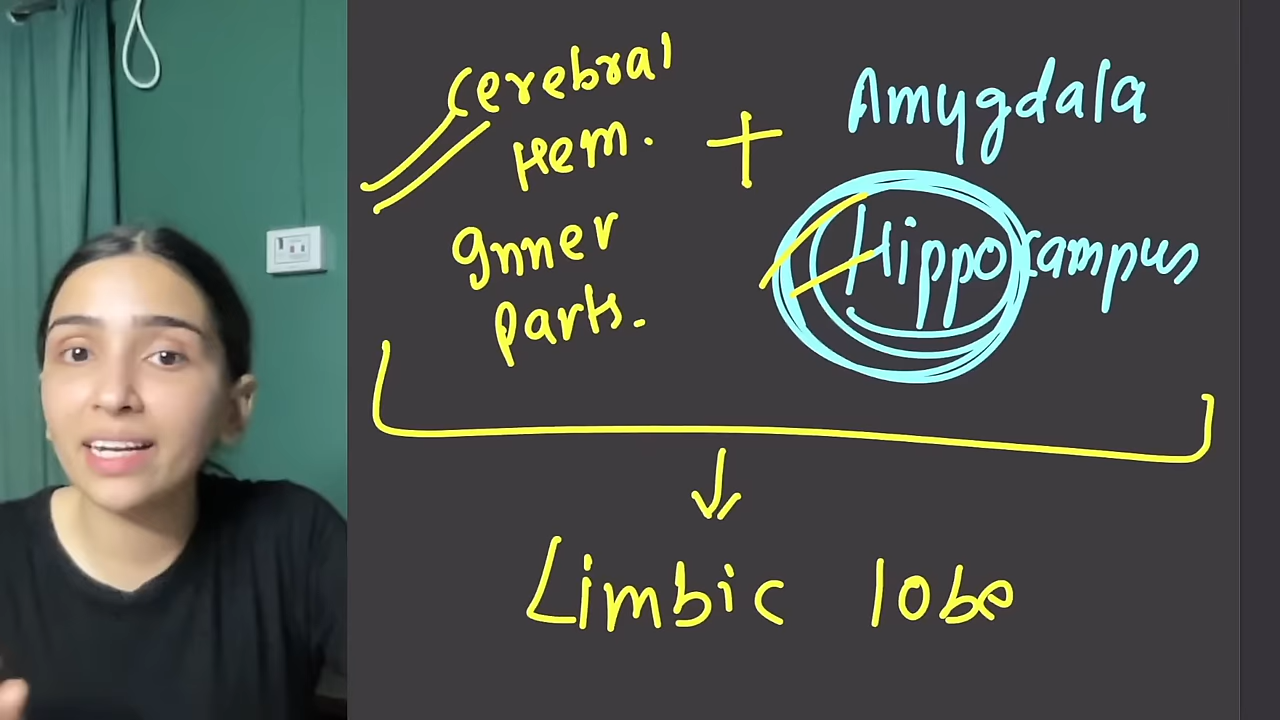 Cerebral
Hem.
Inner
Parts.
+
Amygdala
Hippocampus
Limbic lobe